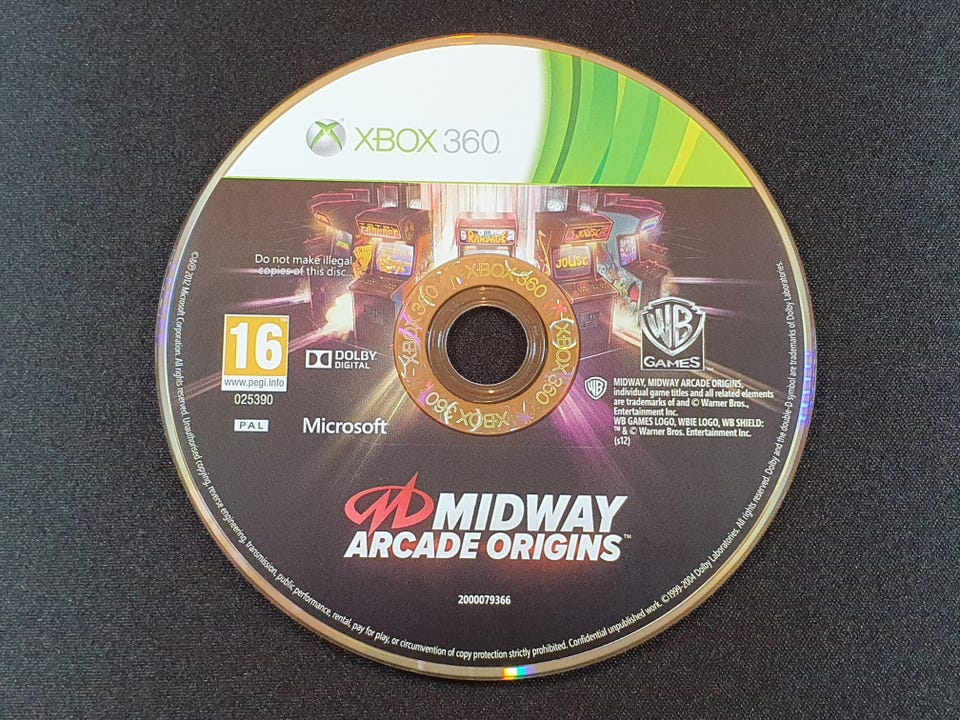 XBOX 360
RAMPAGE
JOUST
JOUST
Do not make illegal
copies of this disc.
XBOX 360
XBOX 360
XBOX 360
XBOX 360
16
www.pegi.info
025390
DOLBY
DIGITAL
PAL
Microsoft
WB
GAMES
WB
MIDWAY, MIDWAY ARCADE ORIGINS,
individual game titles and all related elements
are trademarks of and © Warner Bros.
Entertainment Inc.
WB GAMES LOGO, WBIE LOGO, WB SHIELD:
™ & © Warner Bros. Entertainment Inc.
(s12)
MIDWAY
ARCADE ORIGINS™
2000079366
©/℗ 2012 Microsoft Corporation. All rights reserved. Unauthorised copying, reverse engineering, transmission, public performance, rental, pay for play, or circumvention of copy protection strictly prohibited. Confidential unpublished work. ©1999-2004 Dolby Laboratories. All rights reserved. Dolby and the double-D symbol are trademarks of Dolby Laboratories.